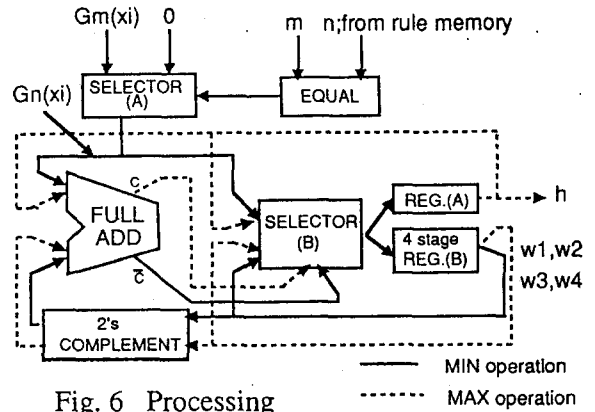 Gm(xi) 0
m n;from rule memory
SELECTOR
(A)
EQUAL
Gn(xi)
c
FULL
ADD
c̅
SELECTOR
(B)
REG.(A)
h
4 stage
REG.(B)
w1,w2
w3,w4
2's
COMPLEMENT
MIN operation
MAX operation
Fig. 6 Processing